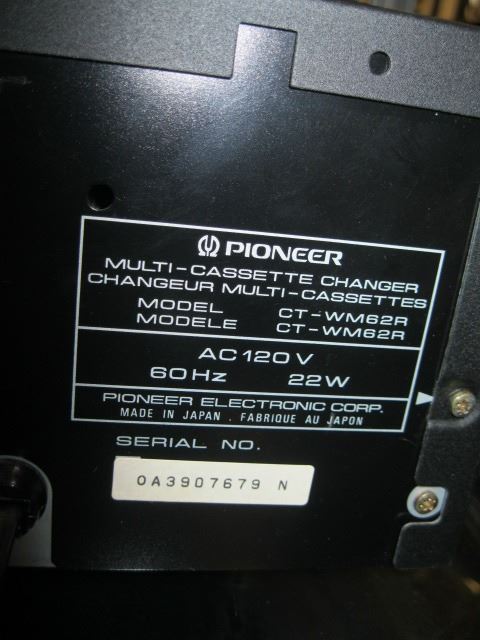 PIONEER
MULTI-CASSETTE CHANGER
CHANGEUR MULTI-CASSETTES
MODEL CT-WM62R
MODELE CT-WM62R
AC 120 V
60 Hz 22 W
PIONEER ELECTRONIC CORP.
MADE IN JAPAN . FABRIQUE AU JAPON
SERIAL NO.
0A3907679 N